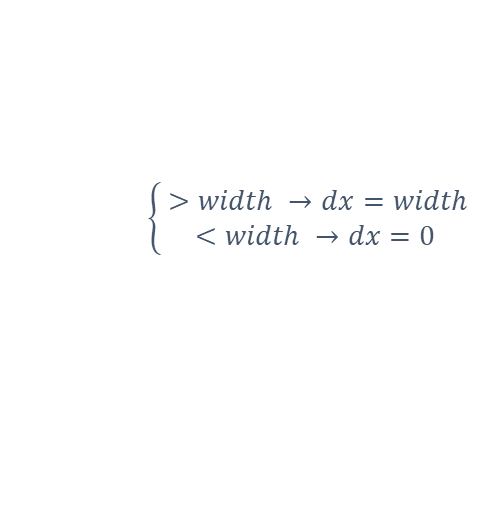 > width → dx = width
< width → dx = 0